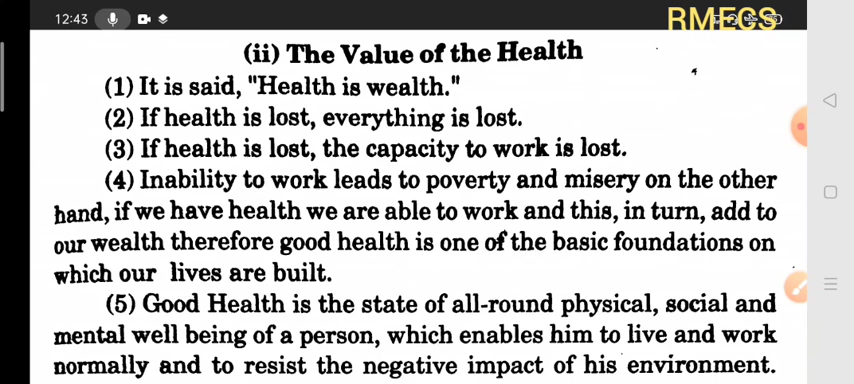 12:43
RMECS
(ii) The Value of the Health
(1) It is said, "Health is wealth."
(2) If health is lost, everything is lost.
(3) If health is lost, the capacity to work is lost.
(4) Inability to work leads to poverty and misery on the other
hand, if we have health we are able to work and this, in turn, add to
our wealth therefore good health is one of the basic foundations on
which our lives are built.
(5) Good Health is the state of all-round physical, social and
mental well being of a person, which enables him to live and work
normally and to resist the negative impact of his environment.